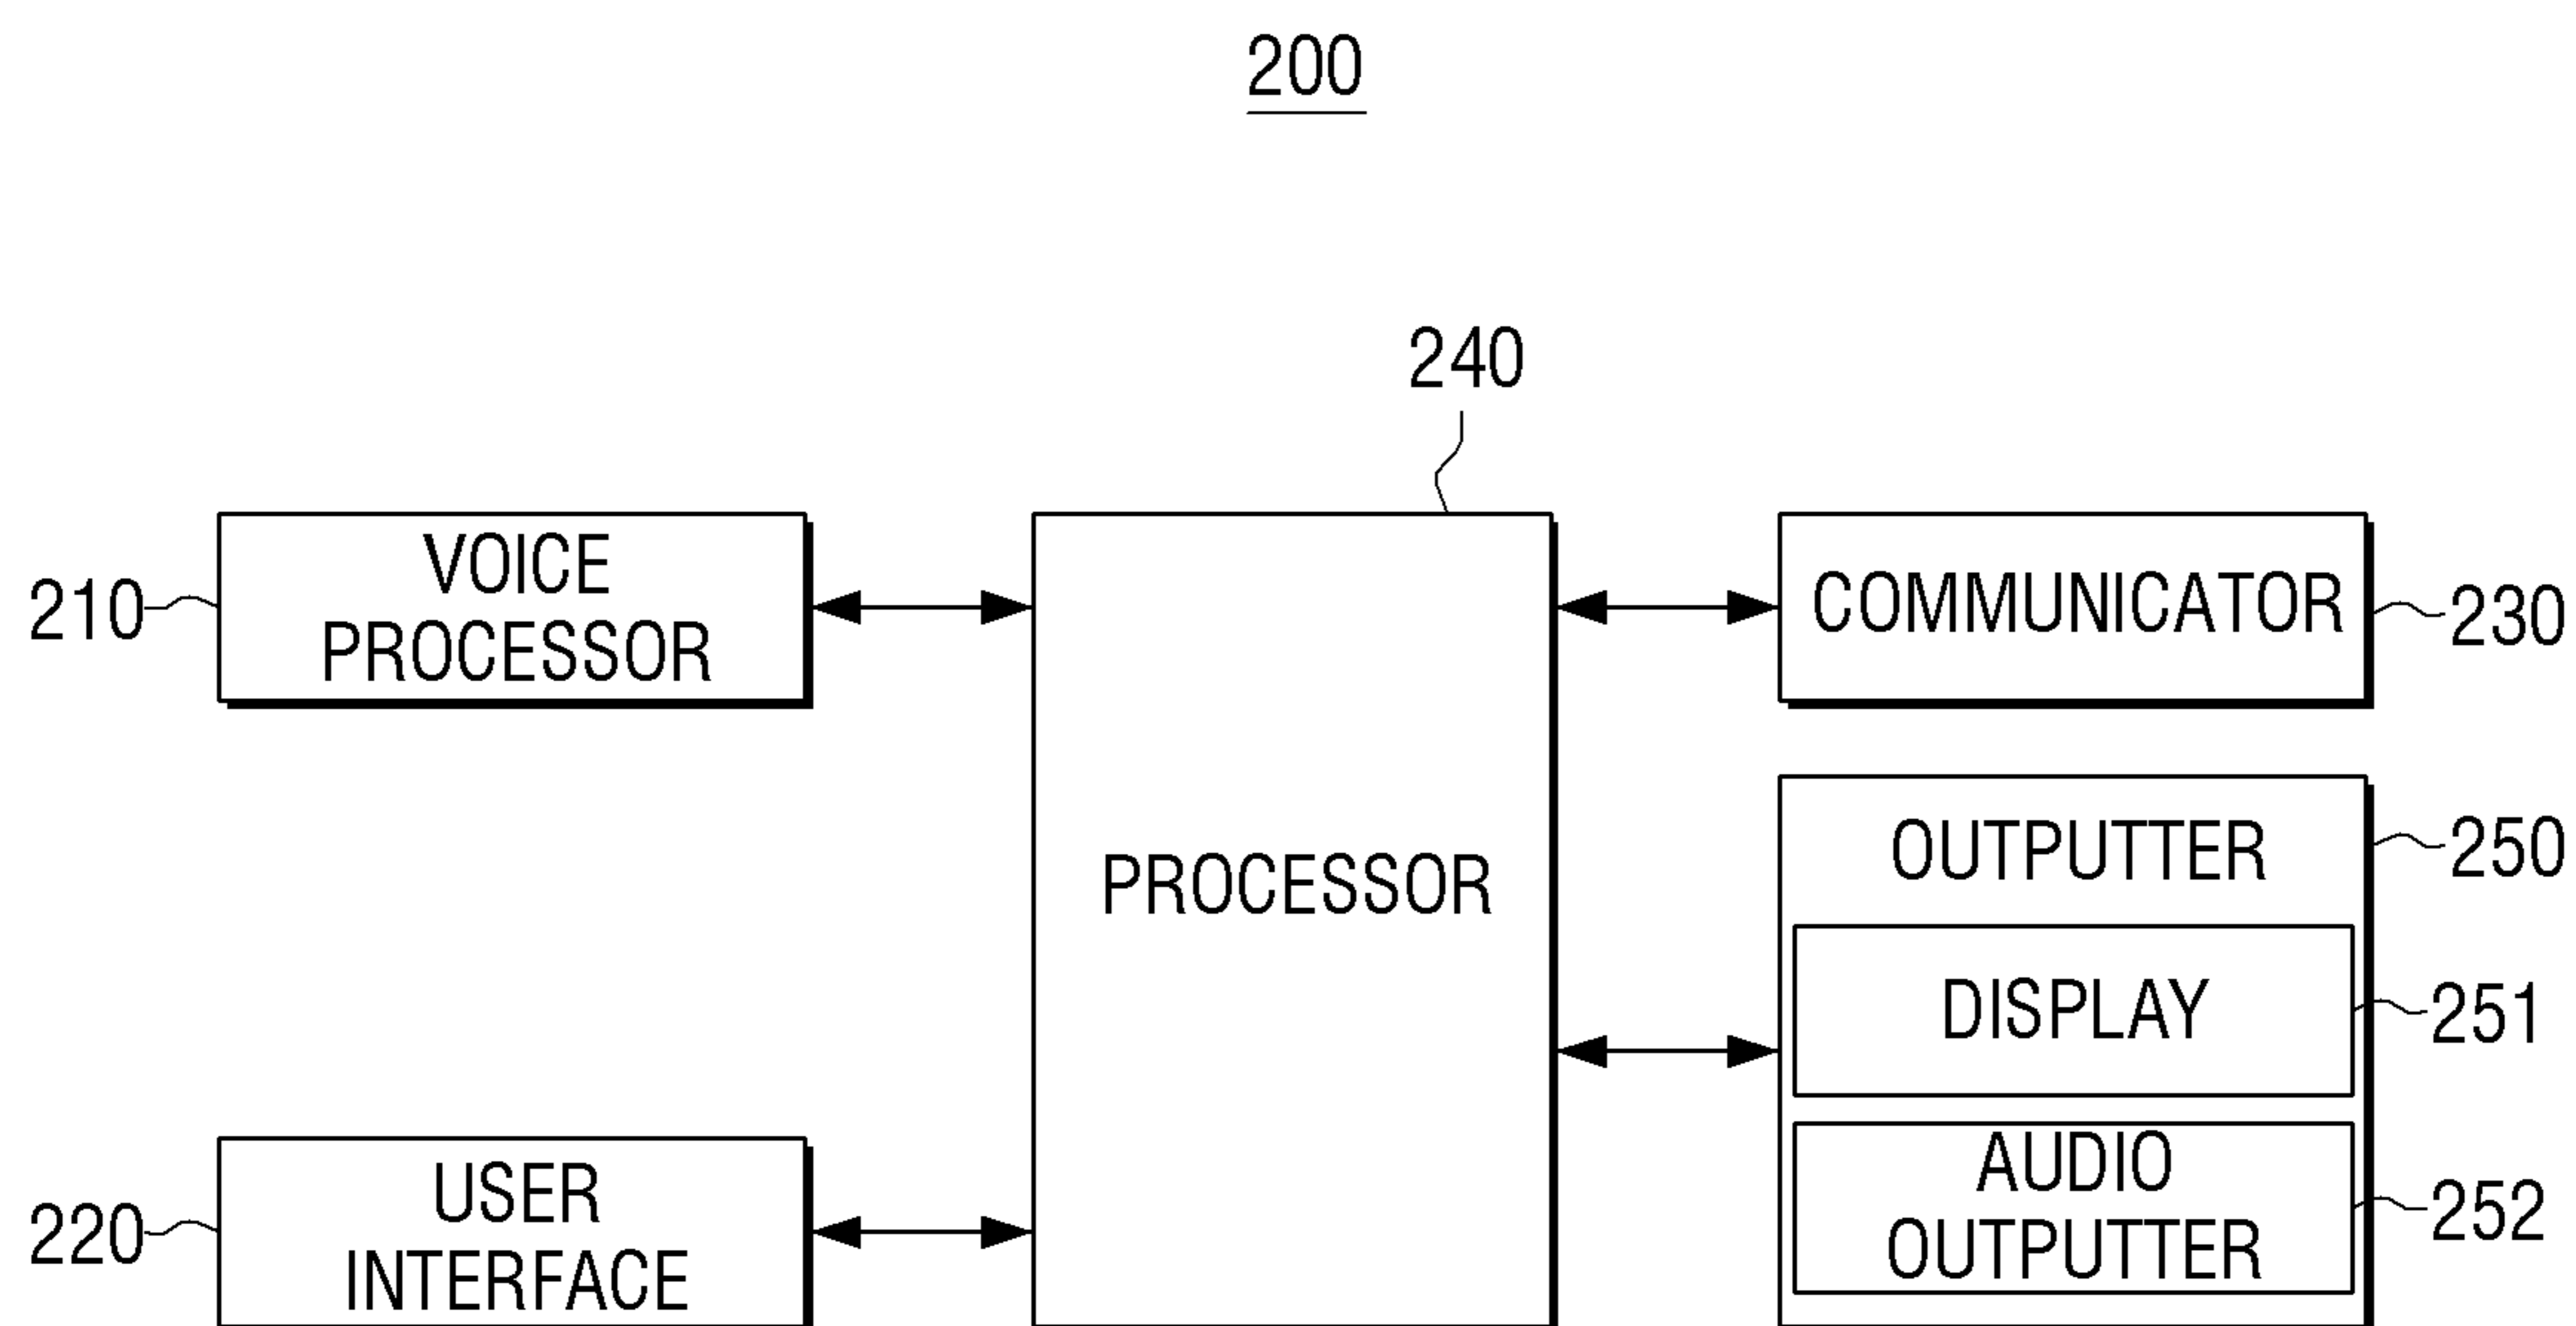 200
240
210
VOICE
PROCESSOR
COMMUNICATOR
230
PROCESSOR
OUTPUTTER
250
DISPLAY
251
220
USER
INTERFACE
AUDIO
OUTPUTTER
252